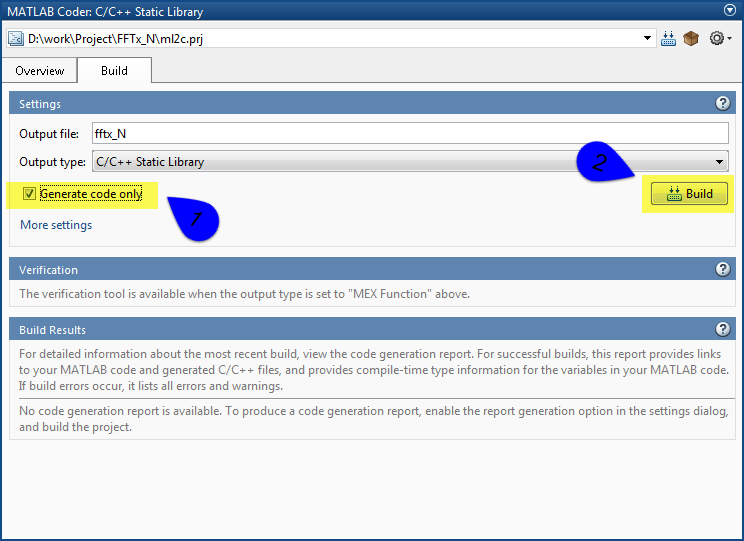 MATLAB Coder: C/C++ Static Library
D:\work\Project\FFTx_N\ml2c.prj
Overview
Build
Settings
?
Output file:
fftx_N
Output type:
C/C++ Static Library
2
Generate code only
1
Build
More settings
Verification
?
The verification tool is available when the output type is set to "MEX Function" above.
Build Results
?
For detailed information about the most recent build, view the code generation report. For successful builds, this report provides links
to your MATLAB code and generated C/C++ files, and provides compile-time type information for the variables in your MATLAB code.
If build errors occur, it lists all errors and warnings.
No code generation report is available. To produce a code generation report, enable the report generation option in the settings dialog,
and build the project.